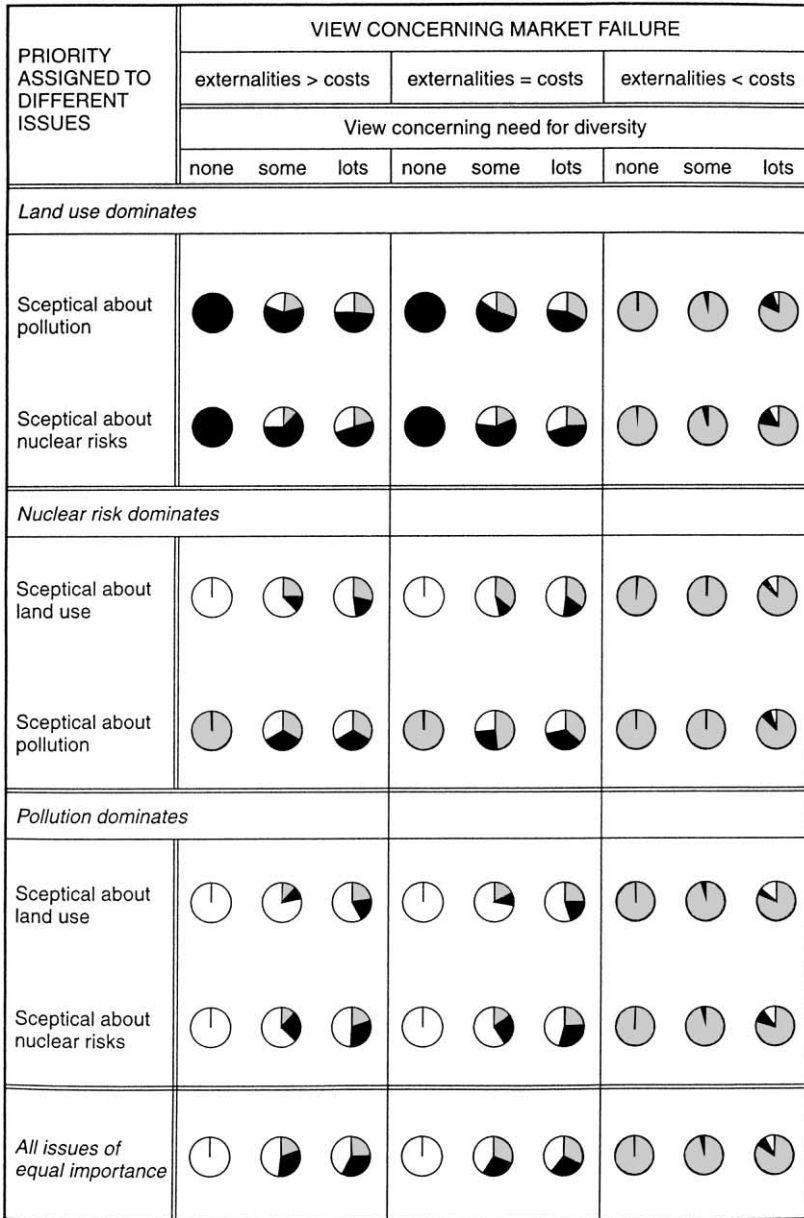 PRIORITY
ASSIGNED TO
DIFFERENT
ISSUES
VIEW CONCERNING MARKET FAILURE
externalities > costs externalities = costs externalities < costs
View concerning need for diversity
none some lots none some lots none some lots
Land use dominates
Sceptical about
pollution
Sceptical about
nuclear risks
Nuclear risk dominates
Sceptical about
land use
Sceptical about
pollution
Pollution dominates
Sceptical about
land use
Sceptical about
nuclear risks
All issues of
equal importance